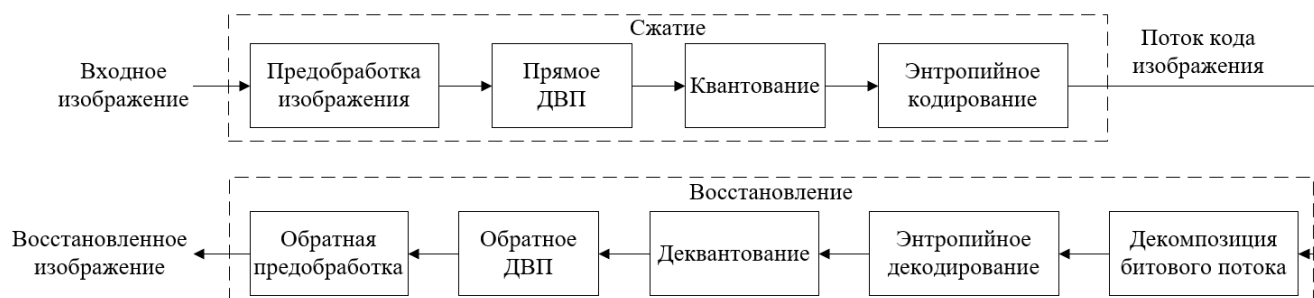 Сжатие
Входное
изображение
Предобработка
изображения
Прямое
ДВП
Квантование
Энтропийное
кодирование
Поток кода
изображения
Восстановление
Восстановленное
изображение
Обратная
предобработка
Обратное
ДВП
Деквантование
Энтропийное
декодирование
Декомпозиция
битового потока